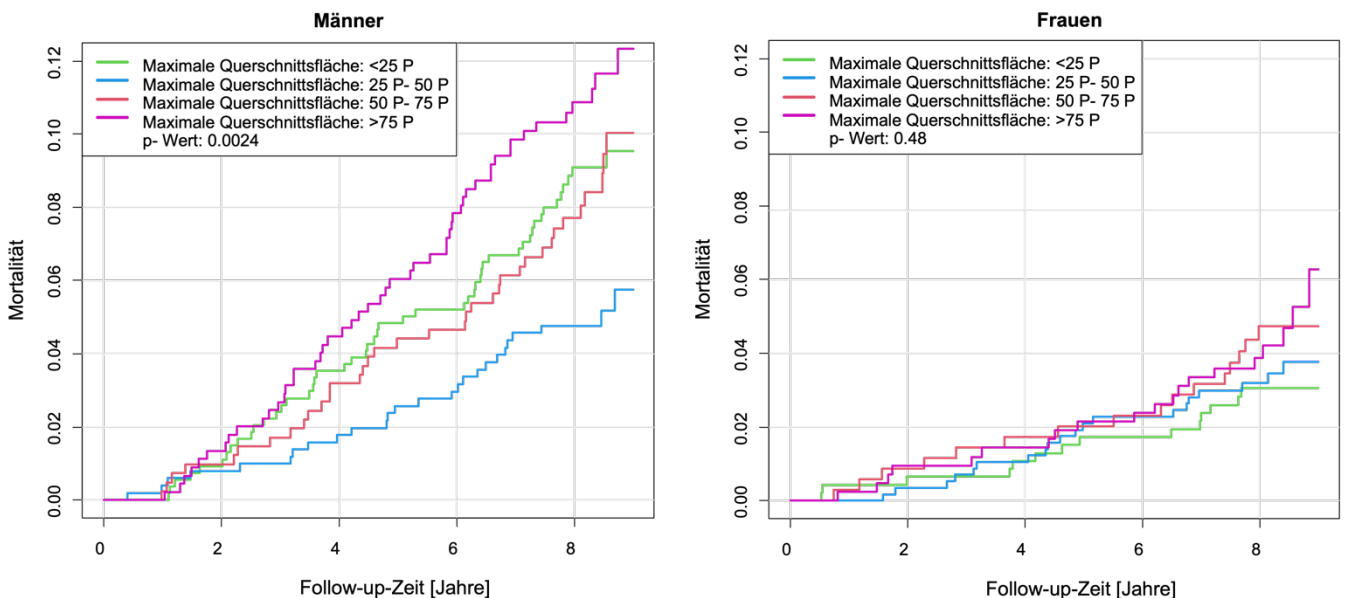 Männer
Maximale Querschnittsfläche: <25 P
Maximale Querschnittsfläche: 25 P- 50 P
Maximale Querschnittsfläche: 50 P- 75 P
Maximale Querschnittsfläche: >75 P
p- Wert: 0.0024
Mortalität
0.12
0.10
0.08
0.06
0.04
0.02
0.00
0 2 4 6 8
Follow-up-Zeit [Jahre]
Frauen
Maximale Querschnittsfläche: <25 P
Maximale Querschnittsfläche: 25 P- 50 P
Maximale Querschnittsfläche: 50 P- 75 P
Maximale Querschnittsfläche: >75 P
p- Wert: 0.48
Mortalität
0.12
0.10
0.08
0.06
0.04
0.02
0.00
0 2 4 6 8
Follow-up-Zeit [Jahre]